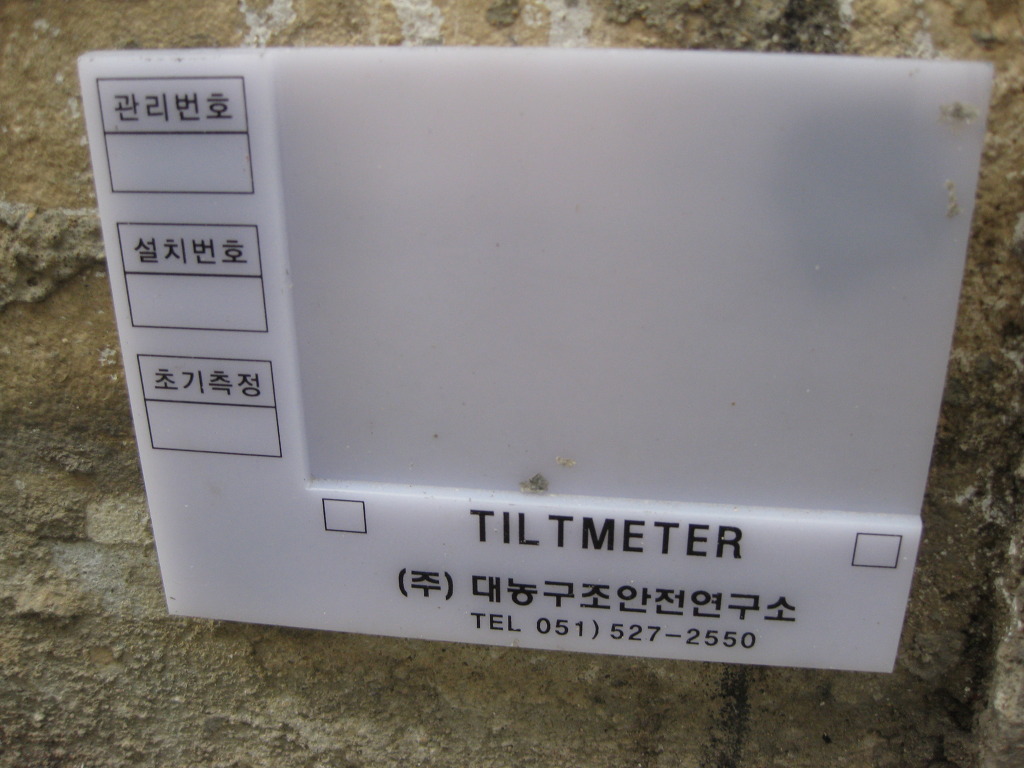 관리번호
설치번호
초기측정
TILTMETER
(주) 대농구조안전연구소
TEL 051) 527-2550